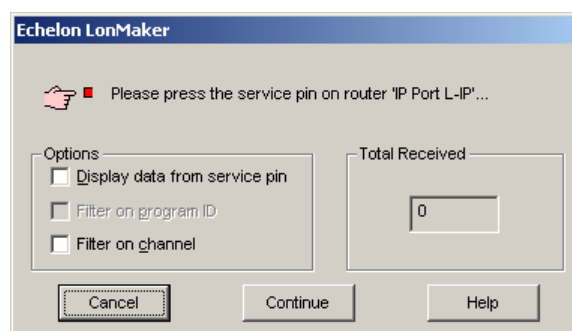 Echelon LonMaker
Please press the service pin on router 'IP Port L-IP'...
Options
Display data from service pin
Filter on program ID
Filter on channel
Total Received
0
Cancel
Continue
Help